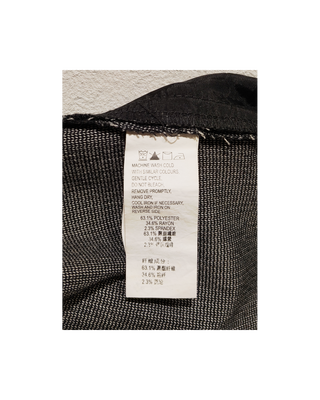 MACHINE WASH COLD
WITH SIMILAR COLOURS
GENTLE CYCLE.
DO NOT BLEACH.
REMOVE PROMPTLY,
HANG DRY,
COOL IRON IF NECESSARY,
WASH AND IRON ON
REVERSE SIDE.
63.1% POLYESTER
34.6% RAYON
2.3% SPANDEX
63.1%
34.6%
2.3%
63.1%
34.6%
2.3%